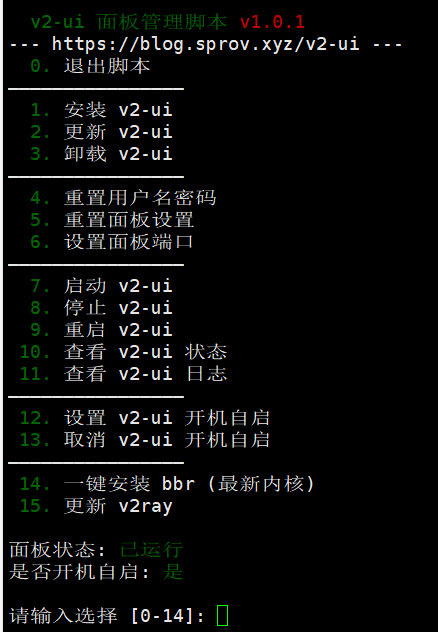 v2-ui 面板管理脚本 v1.0.1
--- https://blog.sprov.xyz/v2-ui ---
0. 退出脚本
————————————————
1. 安装 v2-ui
2. 更新 v2-ui
3. 卸载 v2-ui
————————————————
4. 重置用户名密码
5. 重置面板设置
6. 设置面板端口
————————————————
7. 启动 v2-ui
8. 停止 v2-ui
9. 重启 v2-ui
10. 查看 v2-ui 状态
11. 查看 v2-ui 日志
————————————————
12. 设置 v2-ui 开机自启
13. 取消 v2-ui 开机自启
————————————————
14. 一键安装 bbr (最新内核)
15. 更新 v2ray
面板状态: 已运行
是否开机自启: 是
请输入选择 [0-14]: